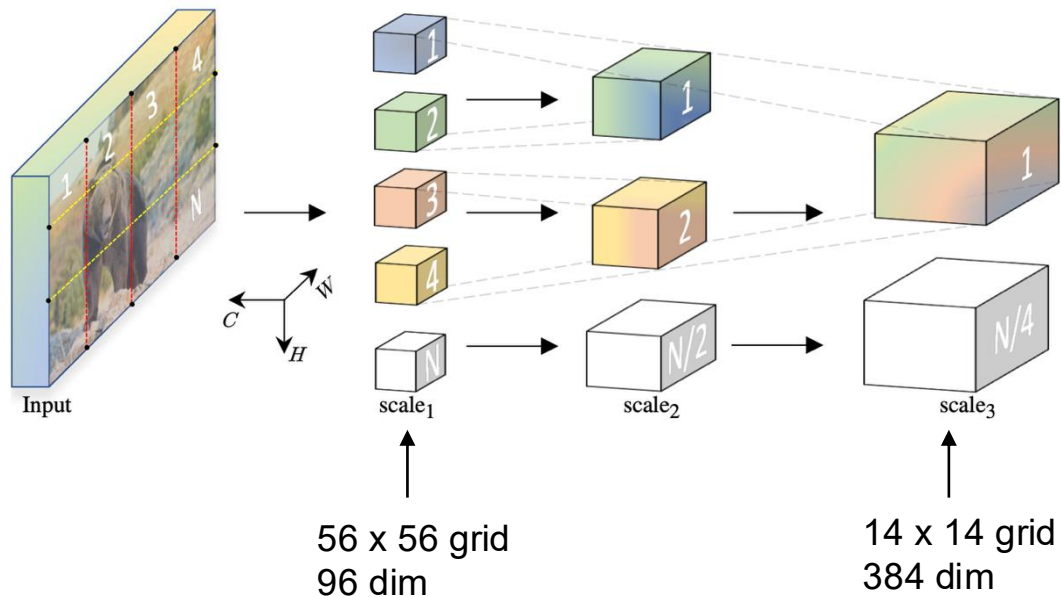 1 2 3 4
N
Input
C
W
H
1
2
3
4
N
scale1
1
2
N/2
scale2
1
N/4
scale3
56 x 56 grid
96 dim
14 x 14 grid
384 dim